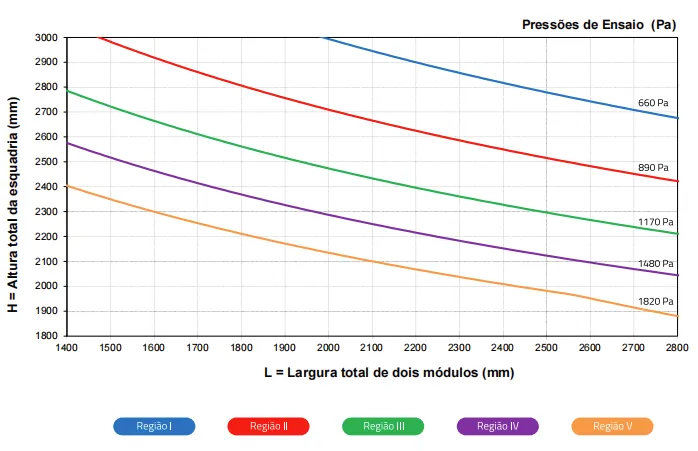 Pressões de Ensaio (Pa)
H = Altura total da esquadria (mm)
3000
2900
2800
2700
2600
2500
2400
2300
2200
2100
2000
1900
1800
660 Pa
890 Pa
1170 Pa
1480 Pa
1820 Pa
1400 1500 1600 1700 1800 1900 2000 2100 2200 2300 2400 2500 2600 2700 2800
L = Largura total de dois módulos (mm)
Região I Região II Região III Região IV Região V